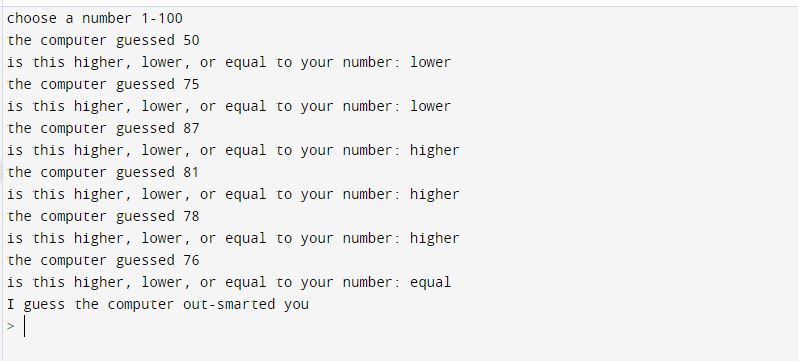 choose a number 1-100
the computer guessed 50
is this higher, lower, or equal to your number: lower
the computer guessed 75
is this higher, lower, or equal to your number: lower
the computer guessed 87
is this higher, lower, or equal to your number: higher
the computer guessed 81
is this higher, lower, or equal to your number: higher
the computer guessed 78
is this higher, lower, or equal to your number: higher
the computer guessed 76
is this higher, lower, or equal to your number: equal
I guess the computer out-smarted you
>